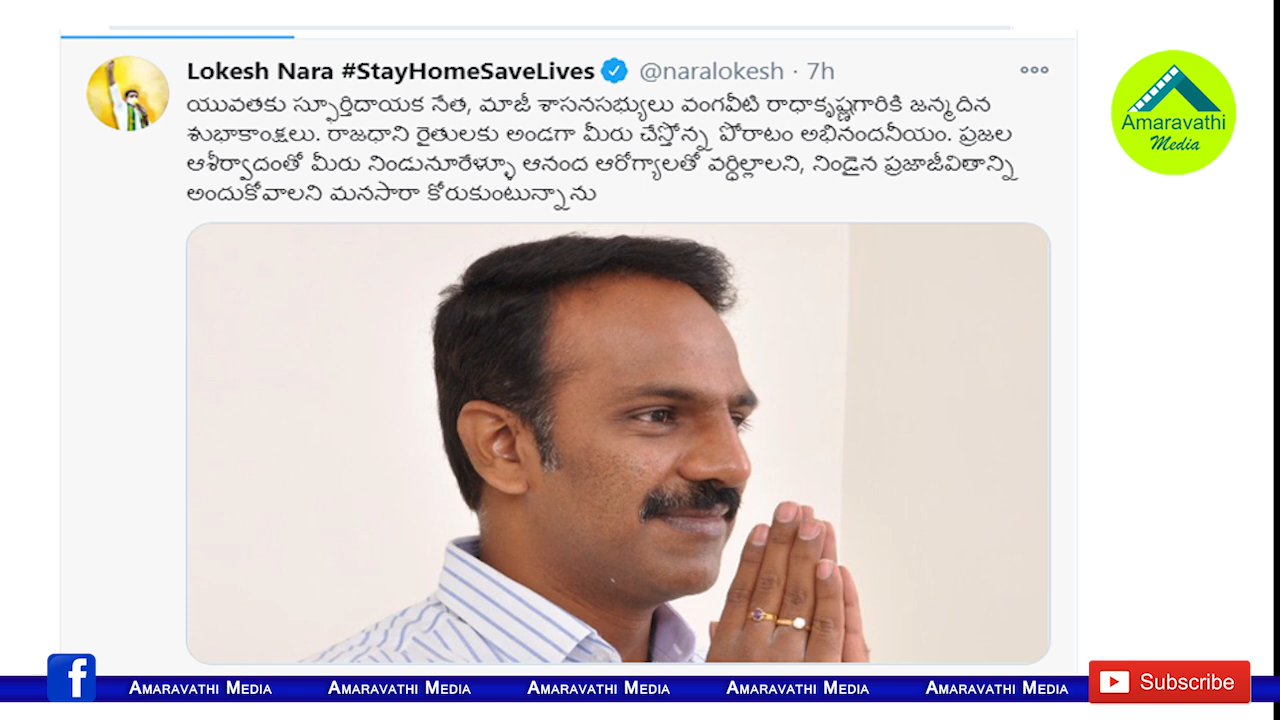 Lokesh Nara #StayHomeSaveLives @naralokesh · 7h
యువతకు స్ఫూర్తిదాయక నేత, మాజీ శాసనసభ్యులు వంగవీటి రాధాకృష్ణగారికి జన్మదిన
శుభాకాంక్షలు. రాజధాని రైతులకు అండగా మీరు చేస్తోన్న పోరాటం అభినందనీయం. ప్రజల
ఆశీర్వాదంతో మీరు నిండునూరేళ్ళూ ఆనంద ఆరోగ్యాలతో వర్ధిల్లాలని, నిండైన ప్రజాజీవితాన్ని
అందుకోవాలని మనసారా కోరుకుంటున్నాను
Amaravathi
Media
f Amaravathi Media Amaravathi Media Amaravathi Media Amaravathi Media Amaravathi Media
Subscribe